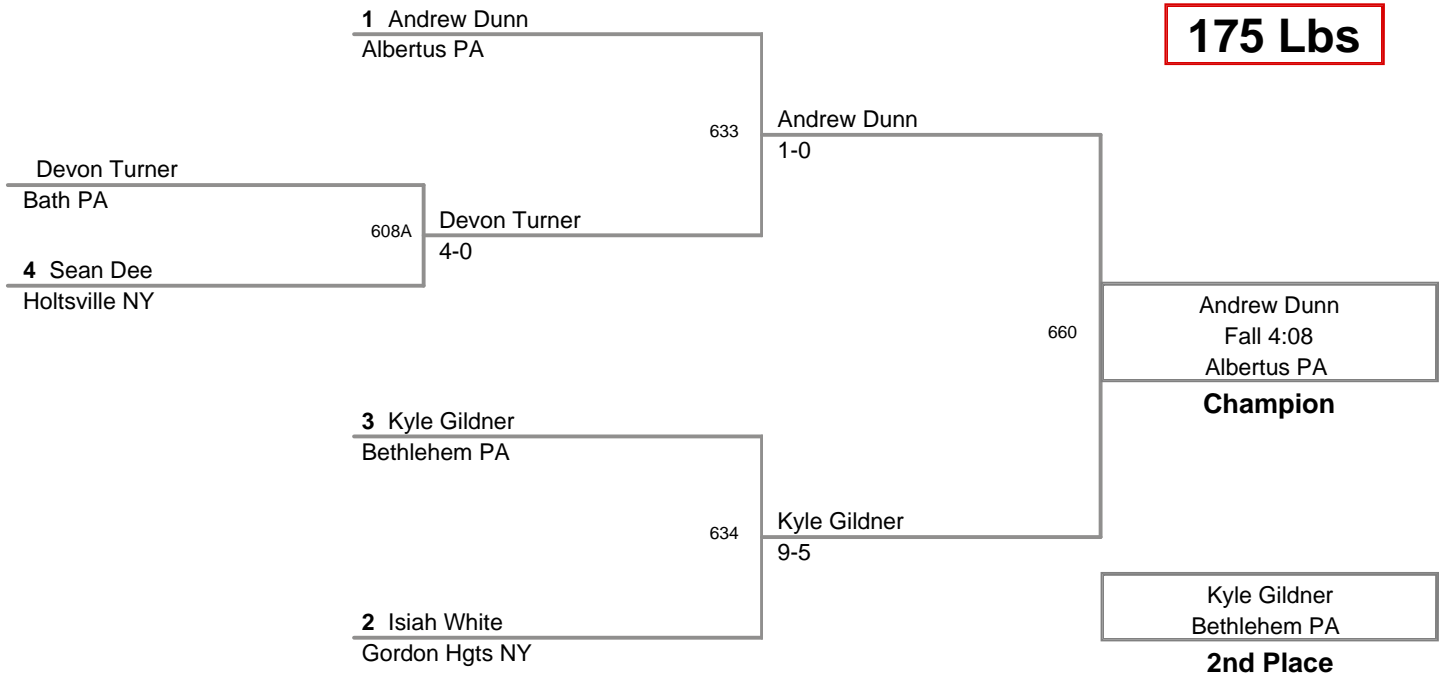 1 Andrew Dunn
Albertus PA
175 Lbs
633
Andrew Dunn
1-0
Devon Turner
Bath PA
608A
Devon Turner
4-0
4 Sean Dee
Holtsville NY
660
Andrew Dunn
Fall 4:08
Albertus PA
Champion
3 Kyle Gildner
Bethlehem PA
634
Kyle Gildner
9-5
2 Isiah White
Gordon Hgts NY
Kyle Gildner
Bethlehem PA
2nd Place